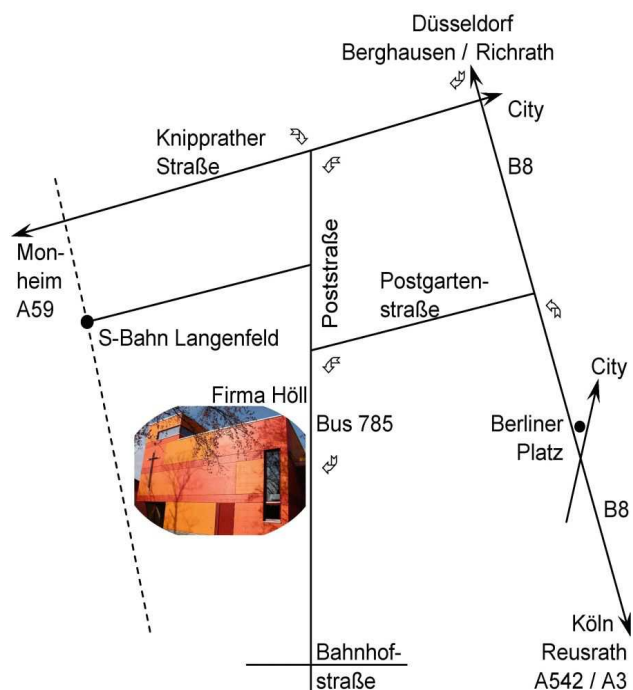 Düsseldorf
Berghausen / Richrath
City
Knipprather
Straße
B8
Mon-
heim
A59
Poststraße
Postgarten-
straße
S-Bahn Langenfeld
City
Firma Höll
Bus 785
Berliner
Platz
B8
Köln
Reusrath
A542 / A3
Bahnhof-
straße